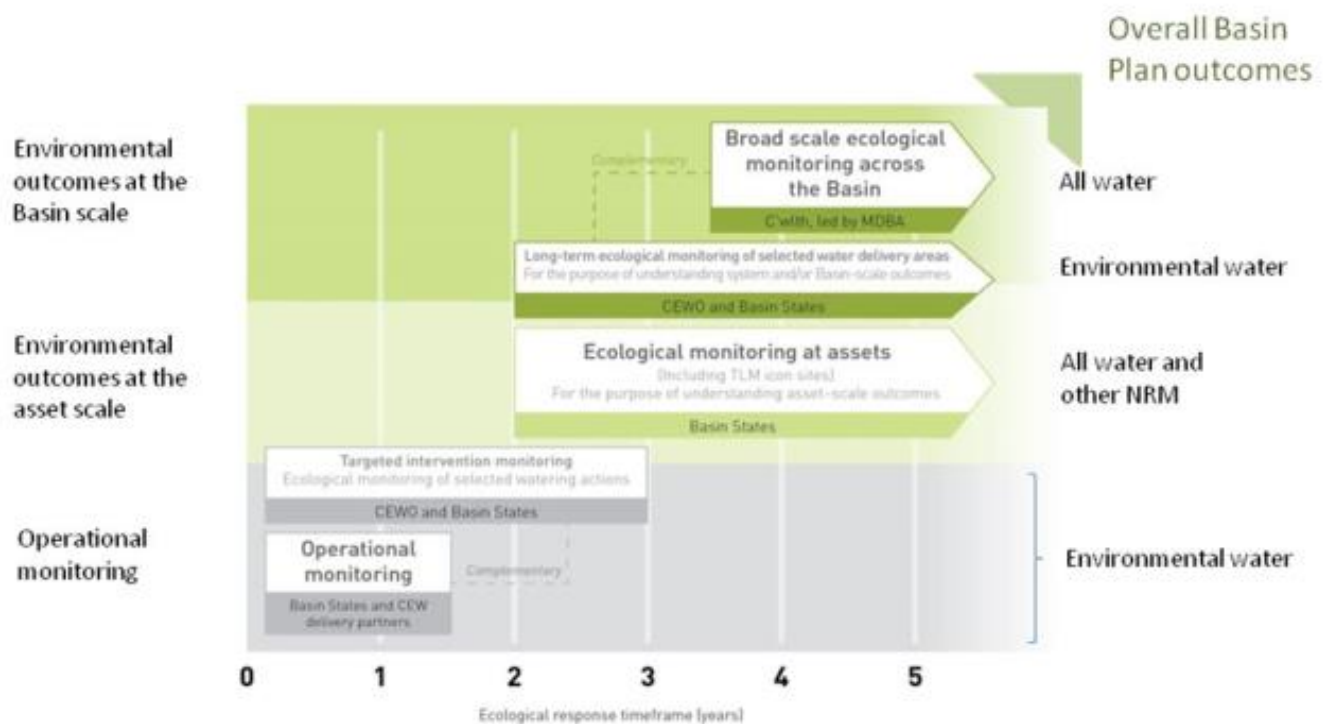 Overall Basin
Plan outcomes
Environmental
outcomes at the
Basin scale
Complementary
Broad scale ecological
monitoring across
the Basin
C'wlth, led by MDBA
All water
Long-term ecological monitoring of selected water delivery areas
For the purpose of understanding system and/or Basin-scale outcomes
CEWO and Basin States
Environmental water
Environmental
outcomes at the
asset scale
Ecological monitoring at assets
(Including TLM icon sites)
For the purpose of understanding asset-scale outcomes
Basin States
All water and
other NRM
Targeted intervention monitoring
Ecological monitoring of selected watering actions
CEWO and Basin States
Operational
monitoring
Operational
monitoring
Complementary
Basin States and CEW
delivery partners
Environmental water
0 1 2 3 4 5
Ecological response timeframe (years)